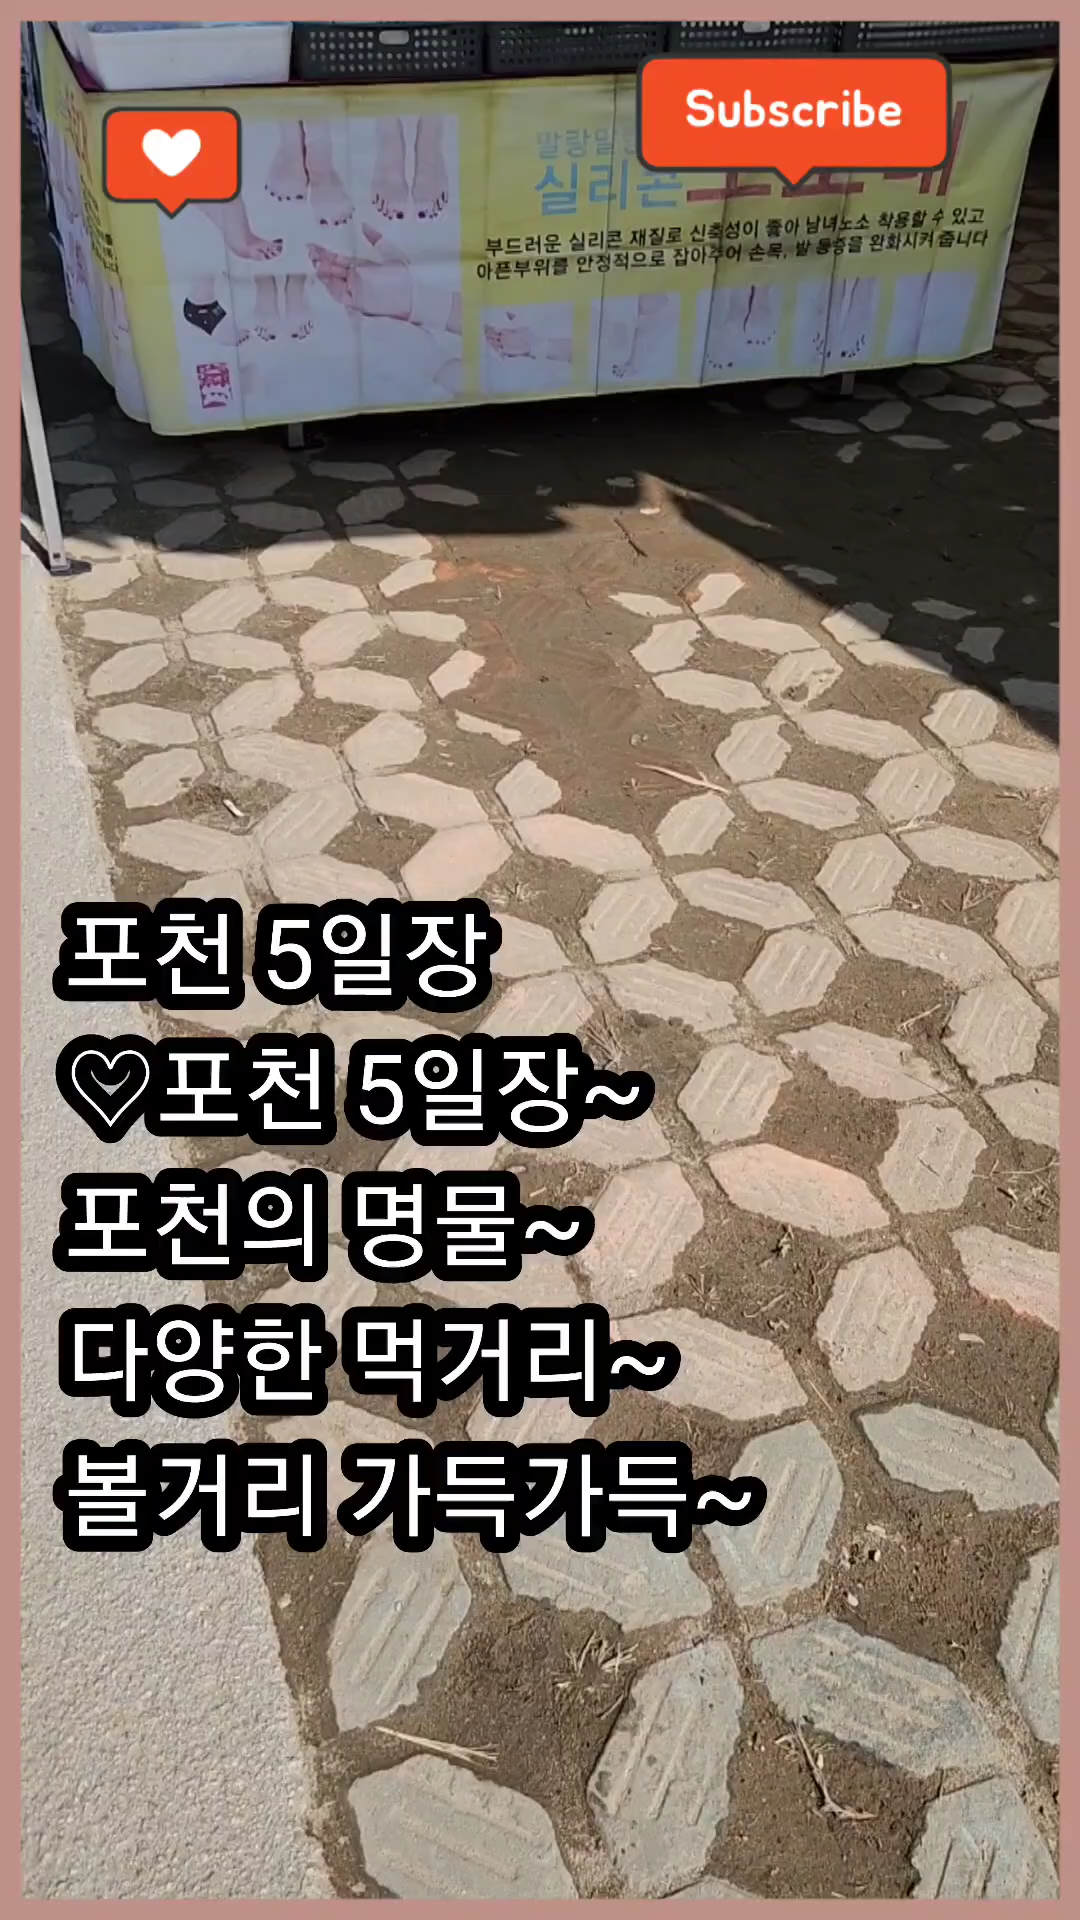 Subscribe
실리콘
부드러운 실리콘 재질로 신축성이 좋아 남녀노소 착용할 수 있고
아픈부위를 안정적으로 잡아주어 손목, 발 통증을 완화시켜 줍니다
포천 5일장
♡포천 5일장~
포천의 명물~
다양한 먹거리~
볼거리 가득가득~